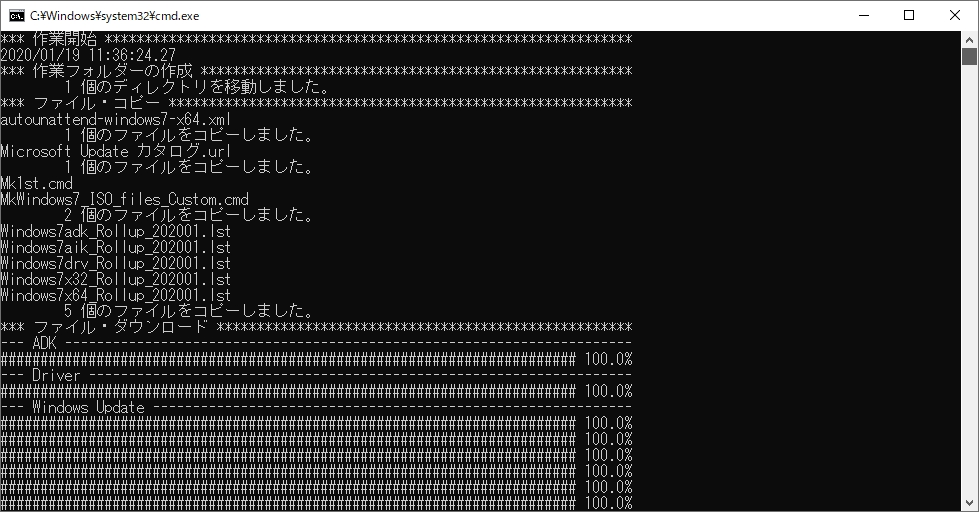 C:¥Windows¥system32¥cmd.exe
*** 作業開始 ******************************************************************
2020/01/19 11:36:24.27
*** 作業フォルダーの作成 ******************************************************
        1 個のディレクトリを移動しました。
*** ファイル・コピー **********************************************************
autounattend-windows7-x64.xml
        1 個のファイルをコピーしました。
Microsoft Update カタログ.url
        1 個のファイルをコピーしました。
Mk1st.cmd
MkWindows7_ISO_files_Custom.cmd
        2 個のファイルをコピーしました。
Windows7adk_Rollup_202001.lst
Windows7aik_Rollup_202001.lst
Windows7drv_Rollup_202001.lst
Windows7x32_Rollup_202001.lst
Windows7x64_Rollup_202001.lst
        5 個のファイルをコピーしました。
*** ファイル・ダウンロード ****************************************************
--- ADK -----------------------------------------------------------------------
######################################################################## 100.0%
--- Driver --------------------------------------------------------------------
######################################################################## 100.0%
--- Windows Update ------------------------------------------------------------
######################################################################## 100.0%
######################################################################## 100.0%
######################################################################## 100.0%
######################################################################## 100.0%
######################################################################## 100.0%
######################################################################## 100.0%